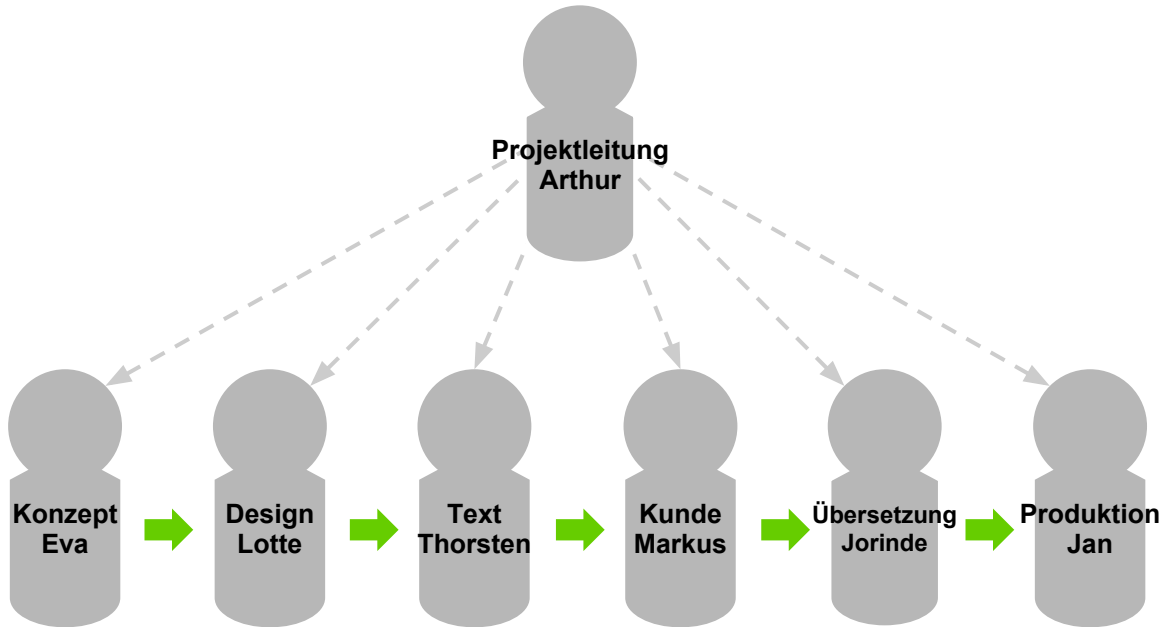 Projektleitung
Arthur
Konzept
Eva
Design
Lotte
Text
Thorsten
Kunde
Markus
Übersetzung
Jorinde
Produktion
Jan